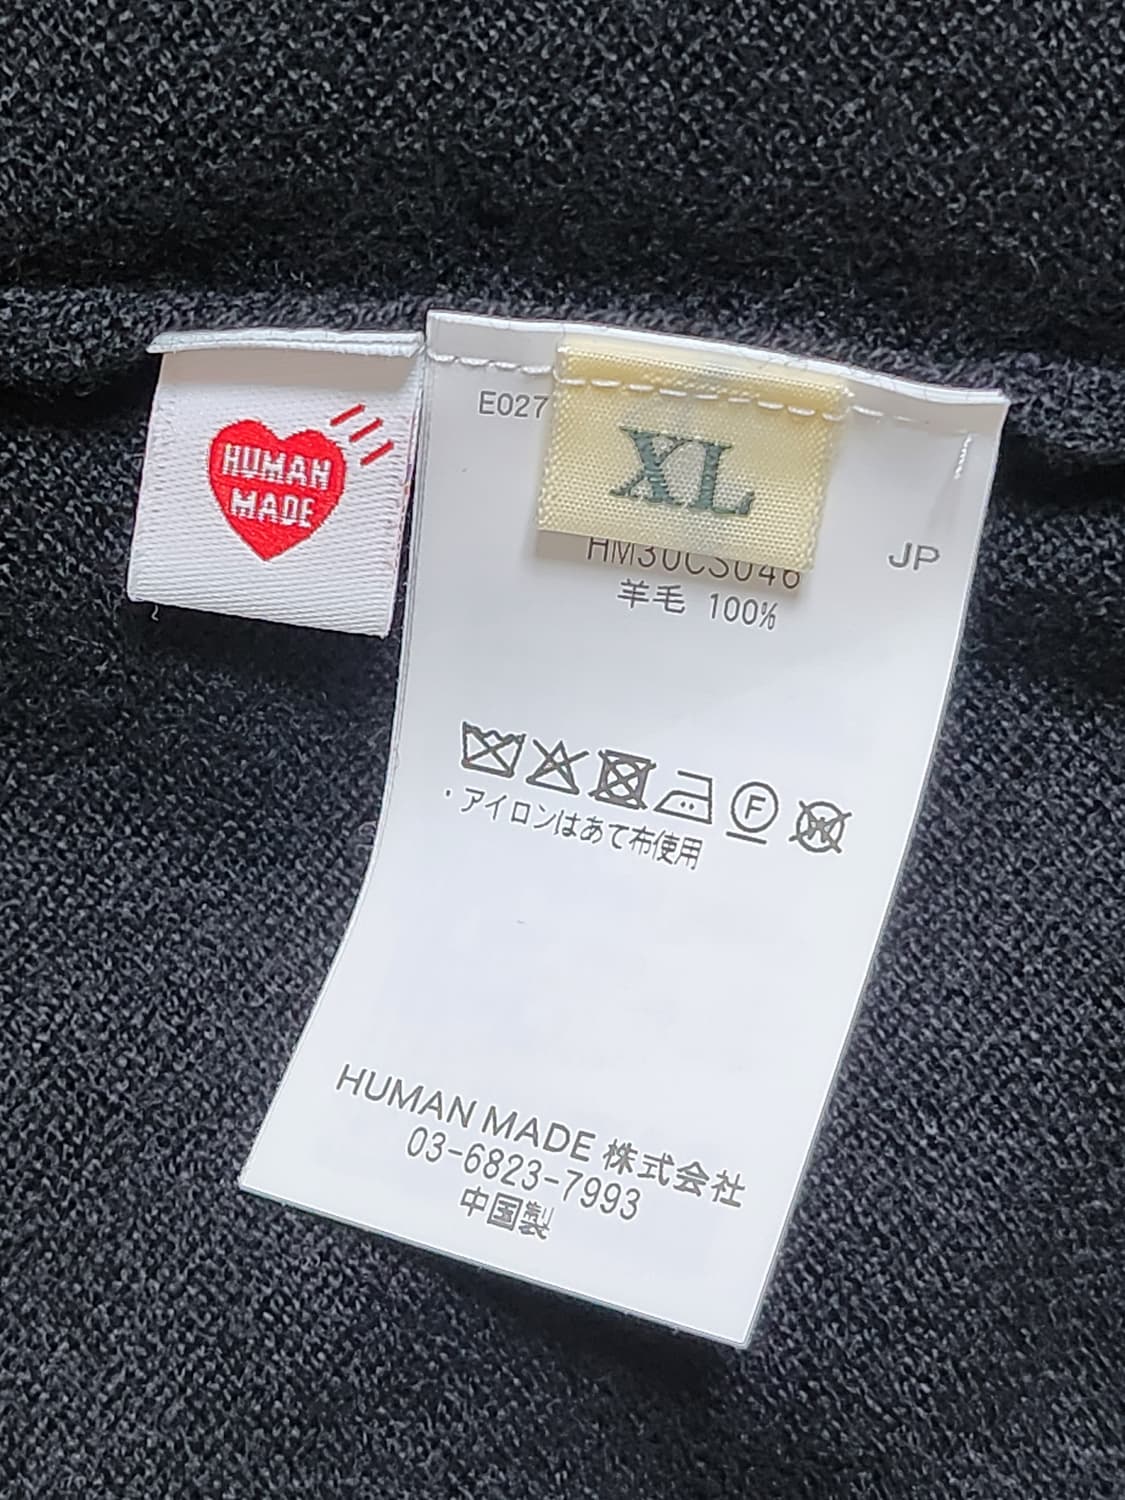 HUMAN
MADE
E027
XL
JP
HM30CS046
羊毛 100%
F
W
・アイロンはあて布使用
HUMAN MADE 株式会社
03-6823-7993
中国製